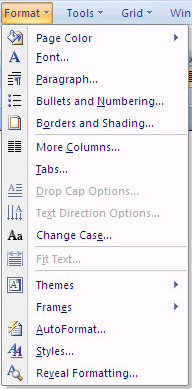 Format Tools Grid Win
Page Color
Font...
Paragraph...
Bullets and Numbering...
Borders and Shading...
More Columns...
Tabs...
Drop Cap Options...
Text Direction Options...
Change Case...
Fit Text...
Themes
Frames
AutoFormat...
Styles...
Reveal Formatting...